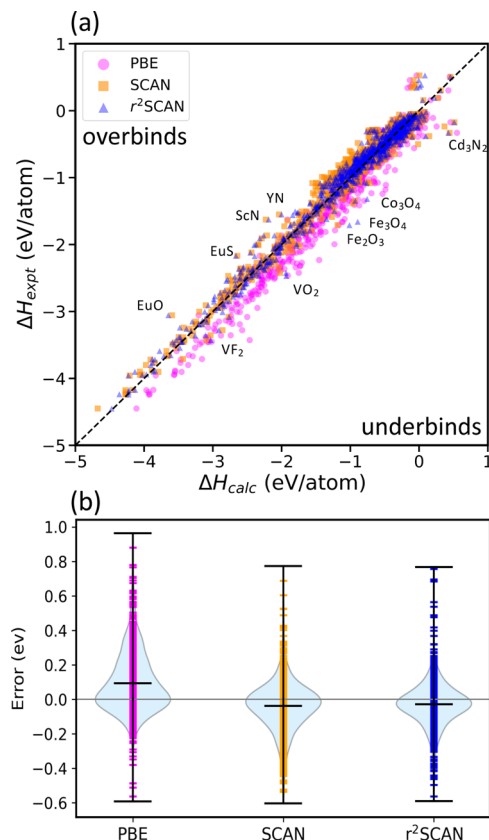 (a)
1
PBE
SCAN
r²SCAN
0
overbinds
Cd₃N₂
−1
YN
Co₃O₄
ScN
Fe₃O₄
Fe₂O₃
−2
EuS
VO₂
−3
EuO
VF₂
−4
underbinds
−5
ΔHₑₓₚₜ (eV/atom)
−5 −4 −3 −2 −1 0 1
ΔH_calc (eV/atom)
(b)
1.0
0.8
0.6
0.4
0.2
0.0
−0.2
−0.4
−0.6
Error (ev)
PBE SCAN r²SCAN